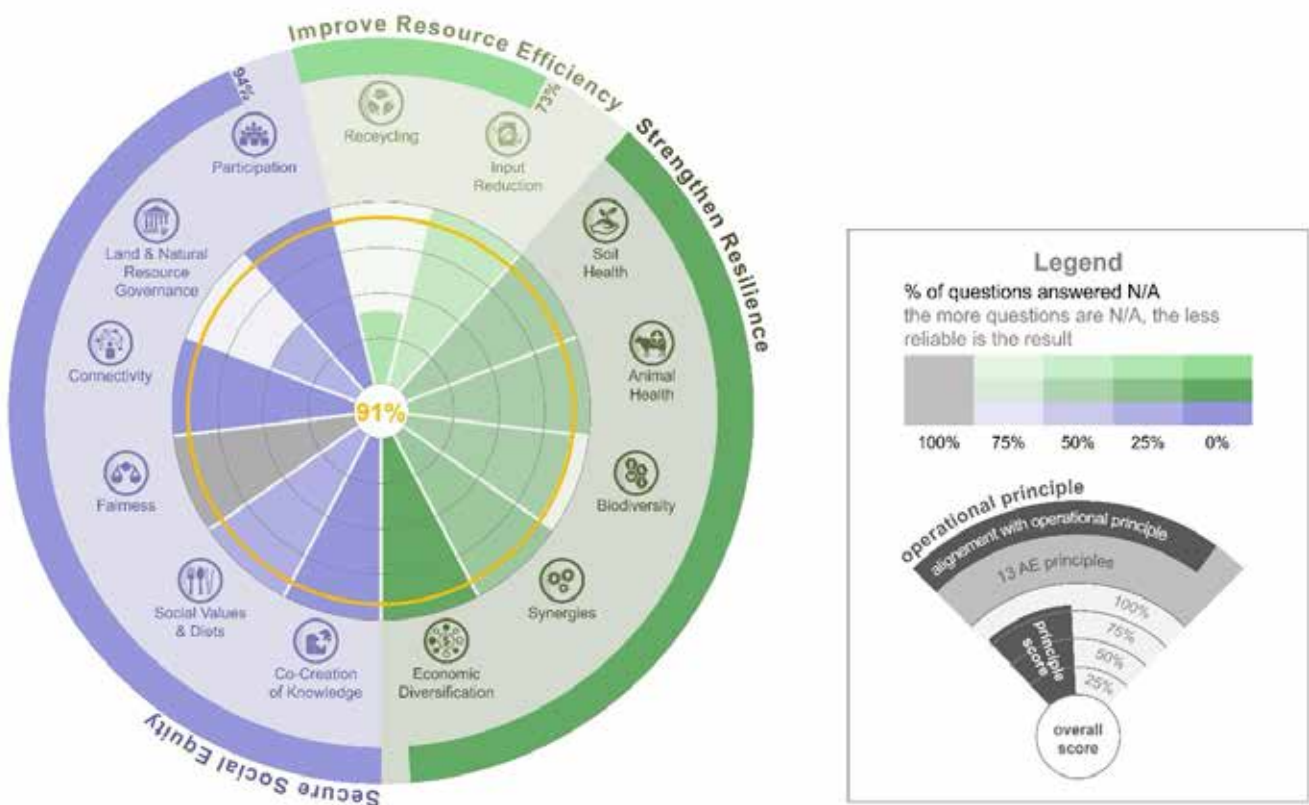 Improve Resource Efficiency
Strengthen Resilience
Secure Social Equity
94%
73%
Receycling
Input
Reduction
Soil
Health
Animal
Health
Biodiversity
Synergies
Economic
Diversification
Co-Creation
of Knowledge
Social Values
& Diets
Fairness
Connectivity
Land & Natural
Resource
Governance
Participation
91%
Legend
% of questions answered N/A
the more questions are N/A, the less
reliable is the result
100% 75% 50% 25% 0%
operational principle
alignement with operational principle
13 AE principles
100%
75%
50%
25%
principle
score
overall
score